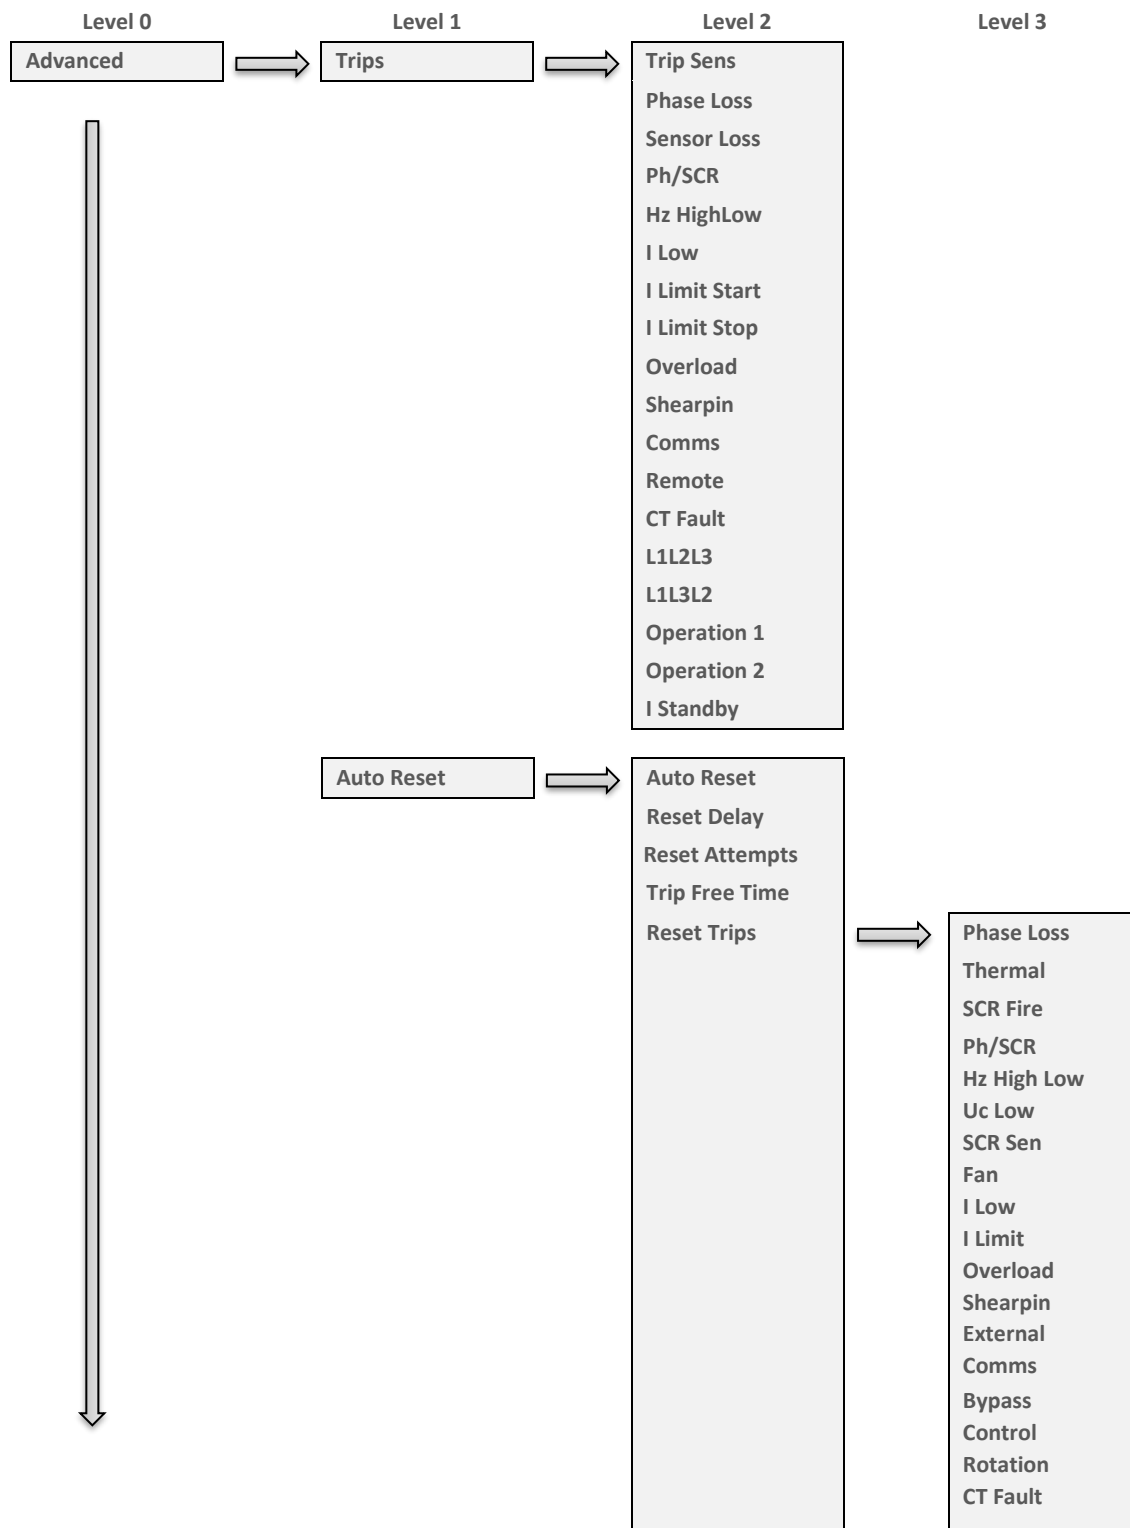 Level 0 Level 1 Level 2 Level 3
Advanced Trips Trip Sens
Phase Loss
Sensor Loss
Ph/SCR
Hz HighLow
I Low
I Limit Start
I Limit Stop
Overload
Shearpin
Comms
Remote
CT Fault
L1L2L3
L1L3L2
Operation 1
Operation 2
I Standby
Auto Reset Auto Reset
Reset Delay
Reset Attempts
Trip Free Time
Reset Trips Phase Loss
Thermal
SCR Fire
Ph/SCR
Hz High Low
Uc Low
SCR Sen
Fan
I Low
I Limit
Overload
Shearpin
External
Comms
Bypass
Control
Rotation
CT Fault